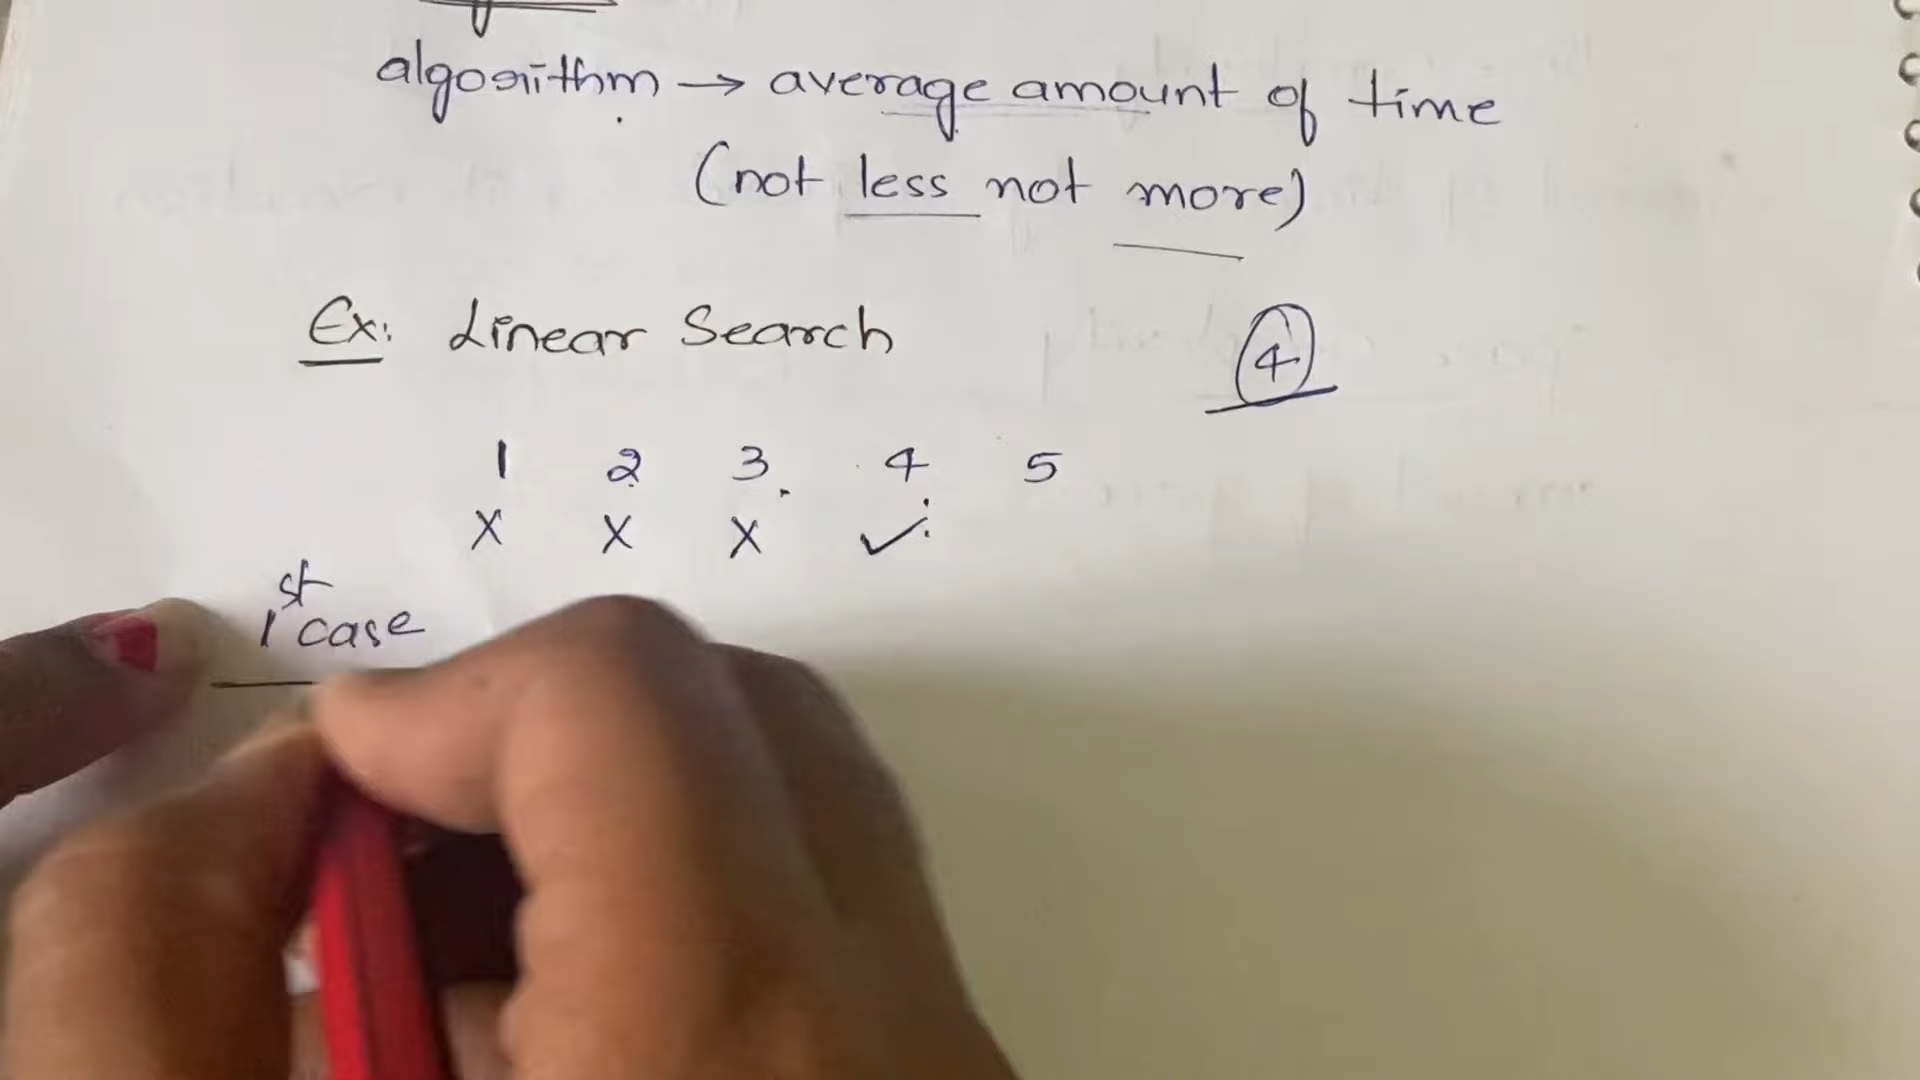 algorithm → average amount of time
(not less not more)
Ex: Linear Search
4
1 2 3 4 5
X X X ✓
1st case